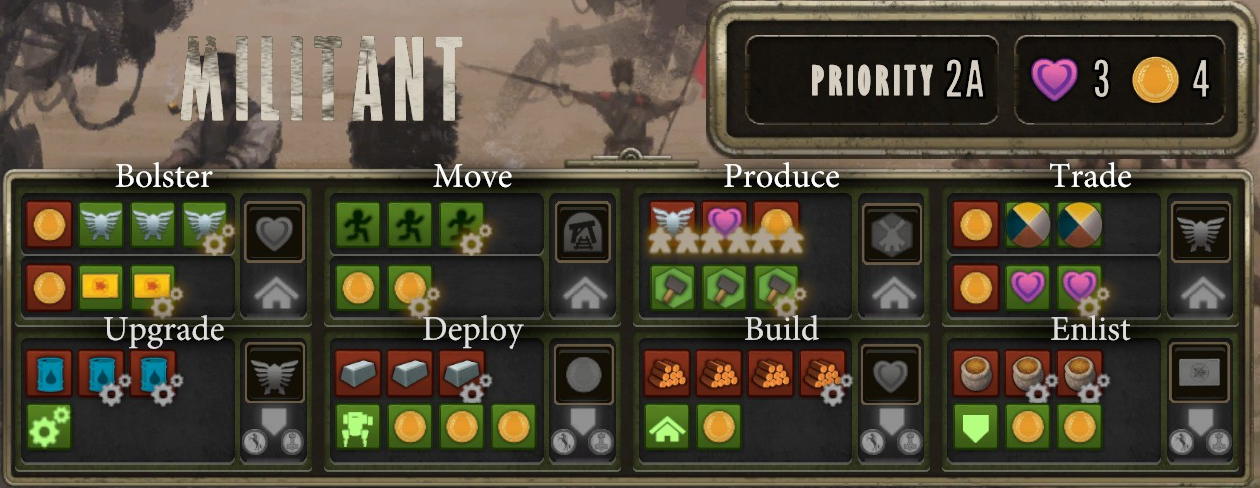 MILITANT
PRIORITY 2A 3 4
Bolster Move Produce Trade
Upgrade Deploy Build Enlist